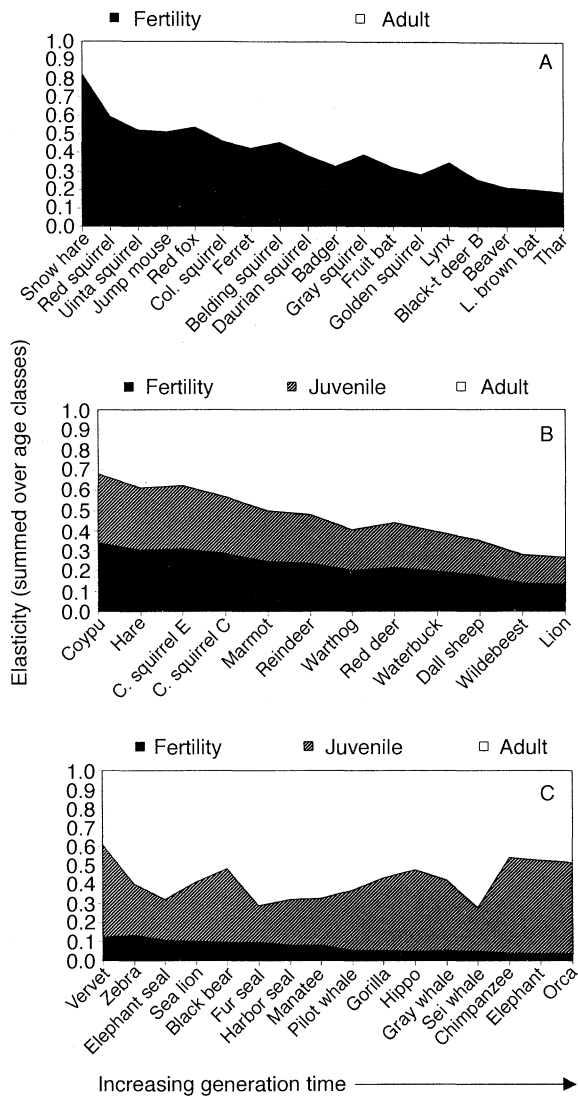 Fertility Adult
A
1.0
0.9
0.8
0.7
0.6
0.5
0.4
0.3
0.2
0.1
0.0
Snow hare
Red squirrel
Uinta squirrel
Jump mouse
Red fox
Col. squirrel
Ferret
Belding squirrel
Daurian squirrel
Badger
Gray squirrel
Fruit bat
Golden squirrel
Lynx
Black-t deer B
Beaver
L. brown bat
Thar
Elasticity (summed over age classes)
Fertility Juvenile Adult
B
1.0
0.9
0.8
0.7
0.6
0.5
0.4
0.3
0.2
0.1
0.0
Coypu
Hare
C. squirrel E
C. squirrel C
Marmot
Reindeer
Warthog
Red deer
Waterbuck
Dall sheep
Wildebeest
Lion
Fertility Juvenile Adult
C
1.0
0.9
0.8
0.7
0.6
0.5
0.4
0.3
0.2
0.1
0.0
Vervet
Zebra
Elephant seal
Sea lion
Black bear
Fur seal
Harbor seal
Manatee
Pilot whale
Gorilla
Hippo
Gray whale
Sei whale
Chimpanzee
Elephant
Orca
Increasing generation time